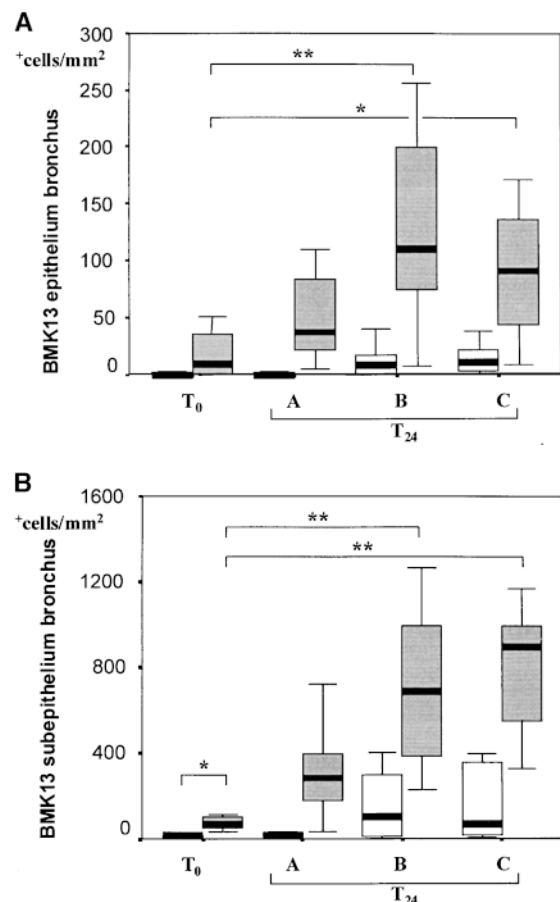 A
300
+cells/mm2
**
250
*
200
150
100
50
0
BMK13 epithelium bronchus
T0 A B C
T24
B
1600
+cells/mm2
**
**
1200
800
400
*
0
BMK13 subepithelium bronchus
T0 A B C
T24